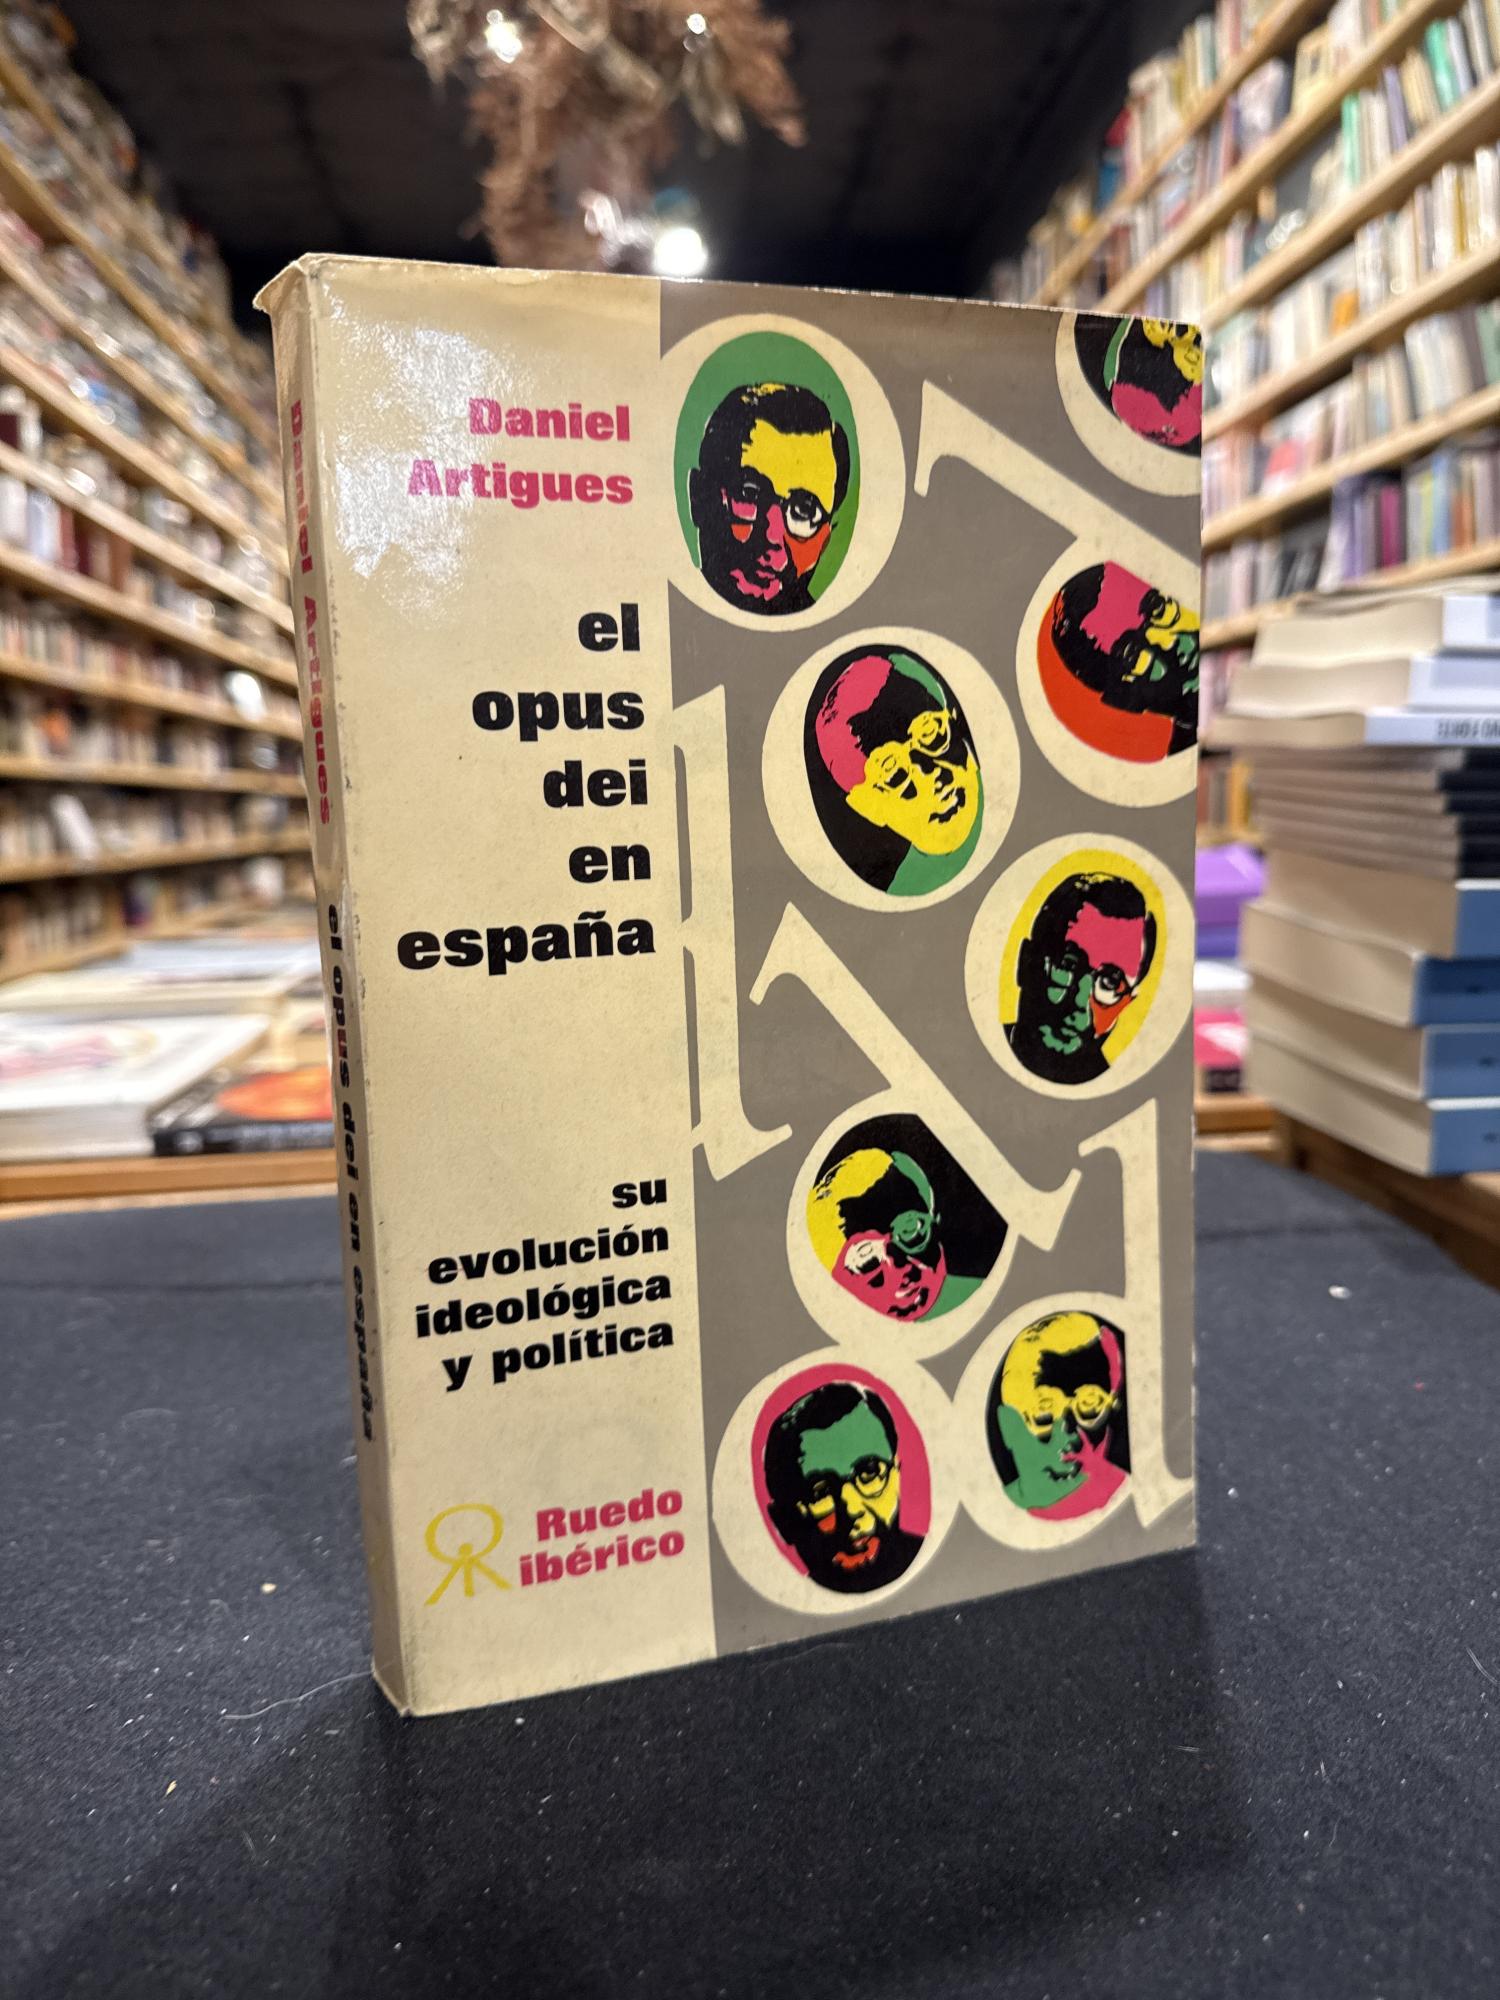 Daniel
Artigues
el
opus
dei
en
españa
su
evolución
ideológica
y política
Ruedo
ibérico
Daniel Artigues el opus dei en españa